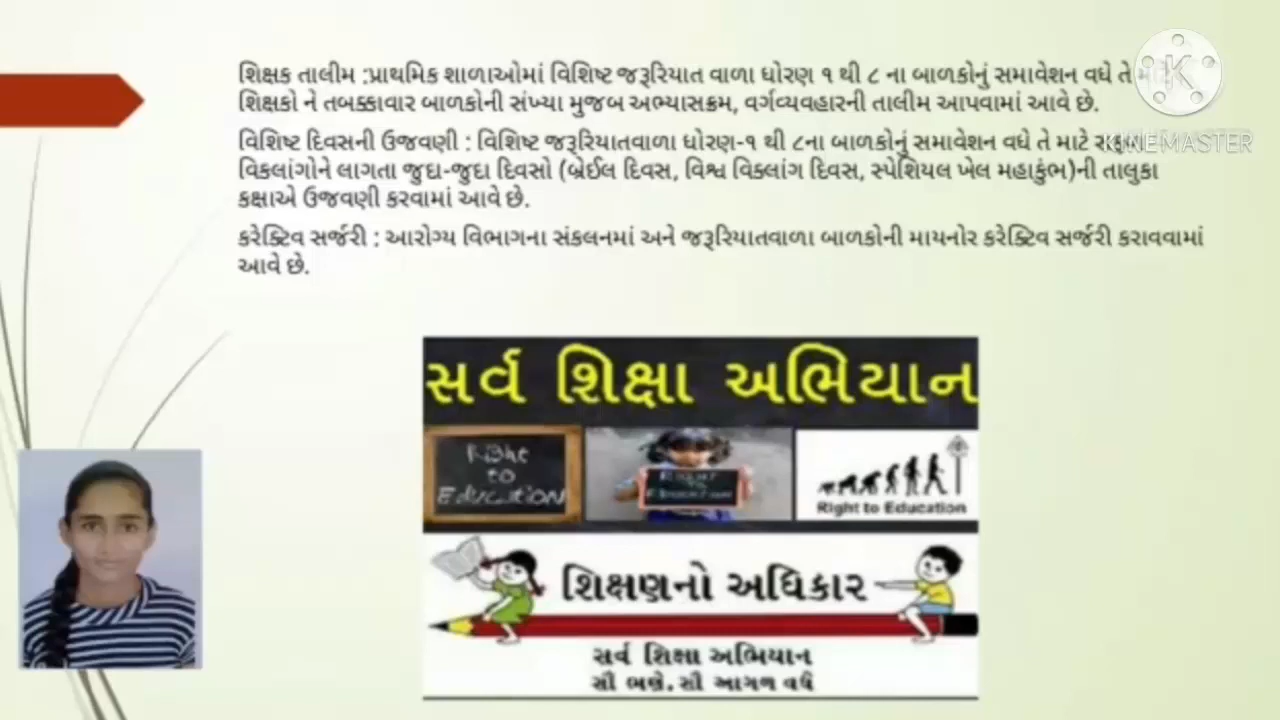 શિક્ષક તાલીમ :પ્રાથમિક શાળાઓમાં વિશિષ્ટ જરૂરિયાત વાળા ધોરણ ૧ થી ૮ ના બાળકોનું સમાવેશન વધે તે
શિક્ષકો ને તબક્કાવાર બાળકોની સંખ્યા મુજબ અભ્યાસક્રમ, વર્ગવ્યવહારની તાલીમ આપવામાં આવે છે.
વિશિષ્ટ દિવસની ઉજવણી : વિશિષ્ટ જરૂરિયાતવાળા ધોરણ-૧ થી ૮ના બાળકોનું સમાવેશન વધે તે માટે
વિકલાંગોને લાગતા જુદા-જુદા દિવસો (બ્રેઈલ દિવસ, વિશ્વ વિક્લાંગ દિવસ, સ્પેશિયલ ખેલ મહાકુંભ)ની તાલુકા
કક્ષાએ ઉજવણી કરવામાં આવે છે.
કરેક્ટિવ સર્જરી : આરોગ્ય વિભાગના સંકલનમાં અને જરૂરિયાતવાળા બાળકોની માયનોર કરેક્ટિવ સર્જરી કરાવવામાં
આવે છે.
KINEMASTER
સર્વ શિક્ષા અભિયાન
Right
to
Education
RIGHT
TO
EDUCATION
Right to Education
શિક્ષણનો અધિકાર
સર્વ શિક્ષા અભિયાન
સૌ ભણે. સૌ આગળ વધે